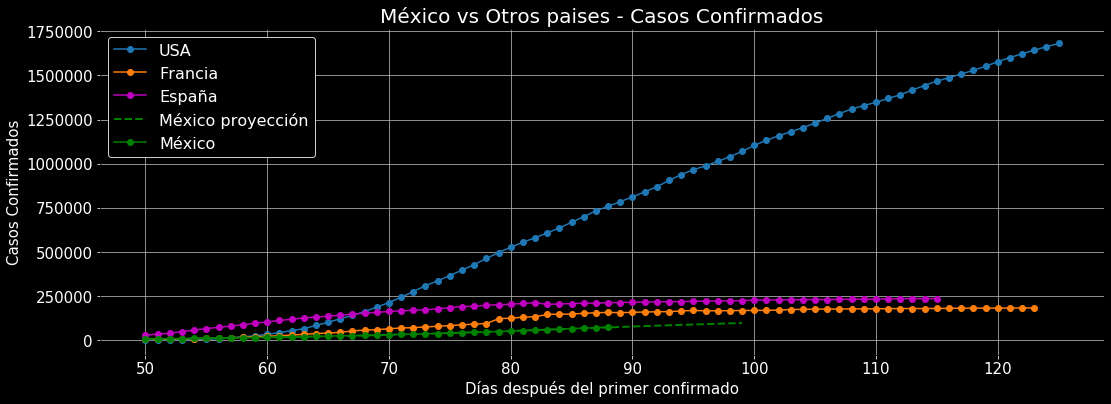 México vs Otros paises - Casos Confirmados
USA
Francia
España
México proyección
México
Casos Confirmados
1750000
1500000
1250000
1000000
750000
500000
250000
0
50 60 70 80 90 100 110 120
Días después del primer confirmado